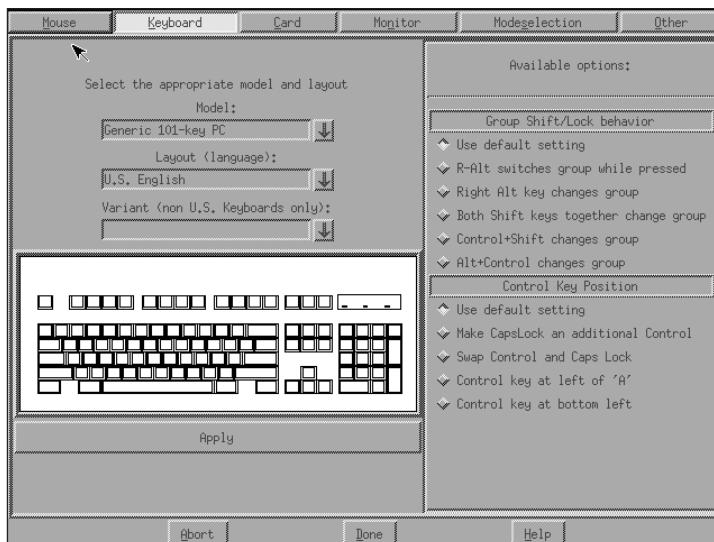 Mouse
Keyboard
Card
Monitor
Modeselection
Other
Select the appropriate model and layout
Model:
Generic 101-key PC
Layout (language):
U.S. English
Variant (non U.S. Keyboards only):
Apply
Available options:
Group Shift/Lock behavior
Use default setting
R-Alt switches group while pressed
Right Alt key changes group
Both Shift keys together change group
Control+Shift changes group
Alt+Control changes group
Control Key Position
Use default setting
Make CapsLock an additional Control
Swap Control and Caps Lock
Control key at left of 'A'
Control key at bottom left
Abort
Done
Help